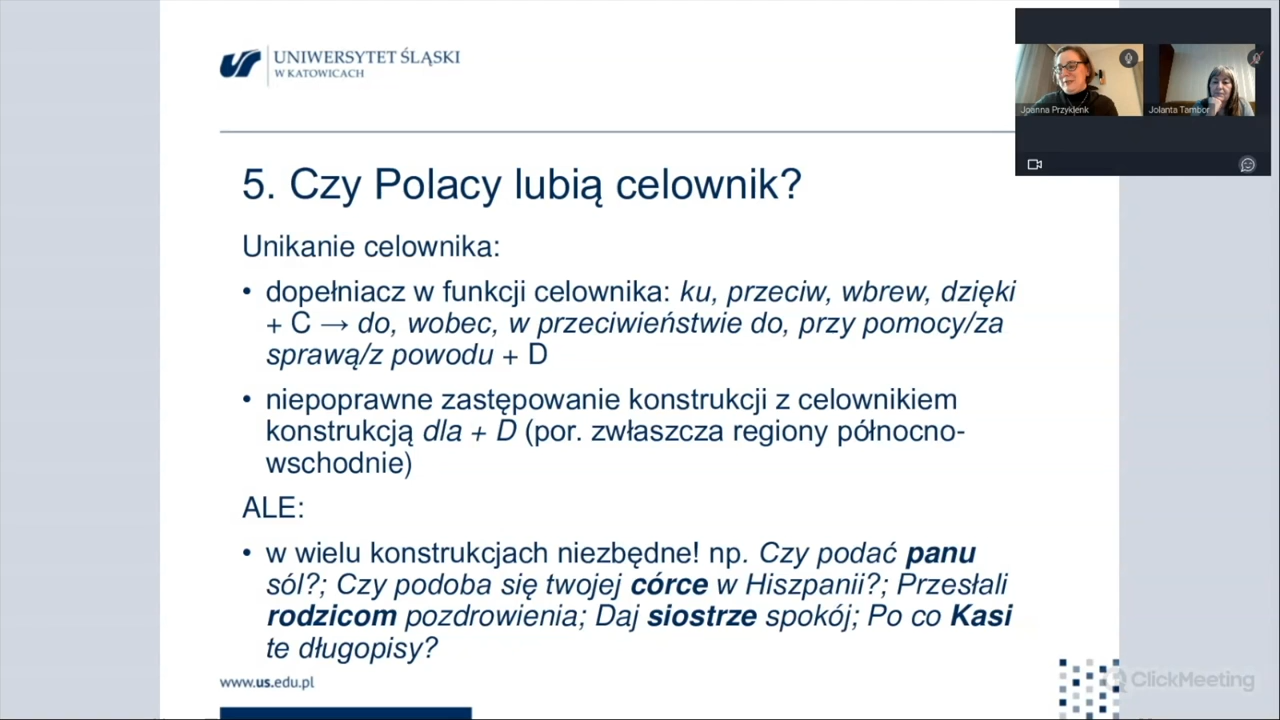 UNIWERSYTET ŚLĄSKI
W KATOWICACH
Joanna Przyklenk
Jolanta Tambor
5. Czy Polacy lubią celownik?
Unikanie celownika:
• dopełniacz w funkcji celownika: ku, przeciw, wbrew, dzięki
+ C → do, wobec, w przeciwieństwie do, przy pomocy/za
sprawą/z powodu + D
• niepoprawne zastępowanie konstrukcji z celownikiem
konstrukcją dla + D (por. zwłaszcza regiony północno-
wschodnie)
ALE:
• w wielu konstrukcjach niezbędne! np. Czy podać panu
sól?; Czy podoba się twojej córce w Hiszpanii?; Przesłali
rodzicom pozdrowienia; Daj siostrze spokój; Po co Kasi
te długopisy?
www.us.edu.pl
ClickMeeting